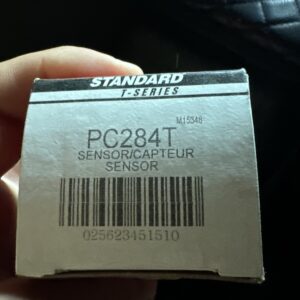 STANDARD
T-SERIES
M15348
PC284T
SENSOR/CAPTEUR
SENSOR
025623451510